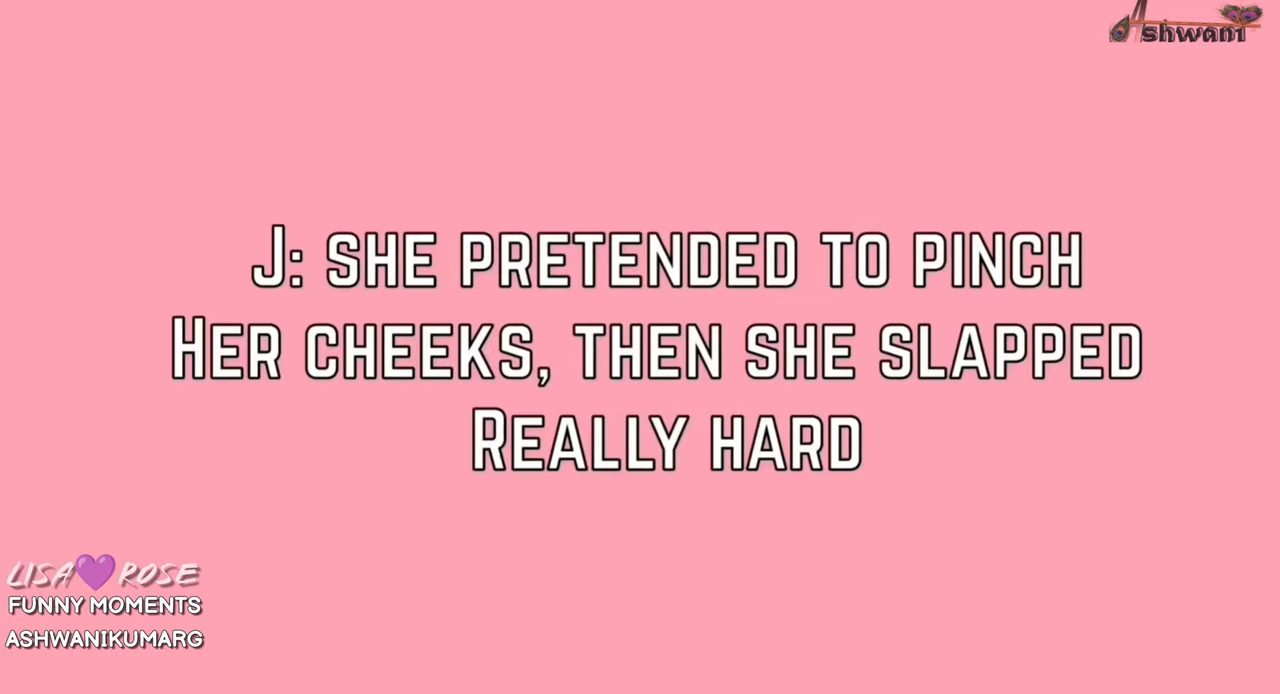 Ashwani
J: SHE PRETENDED TO PINCH
HER CHEEKS, THEN SHE SLAPPED
REALLY HARD
LISA💜ROSE
FUNNY MOMENTS
ASHWANIKUMARG